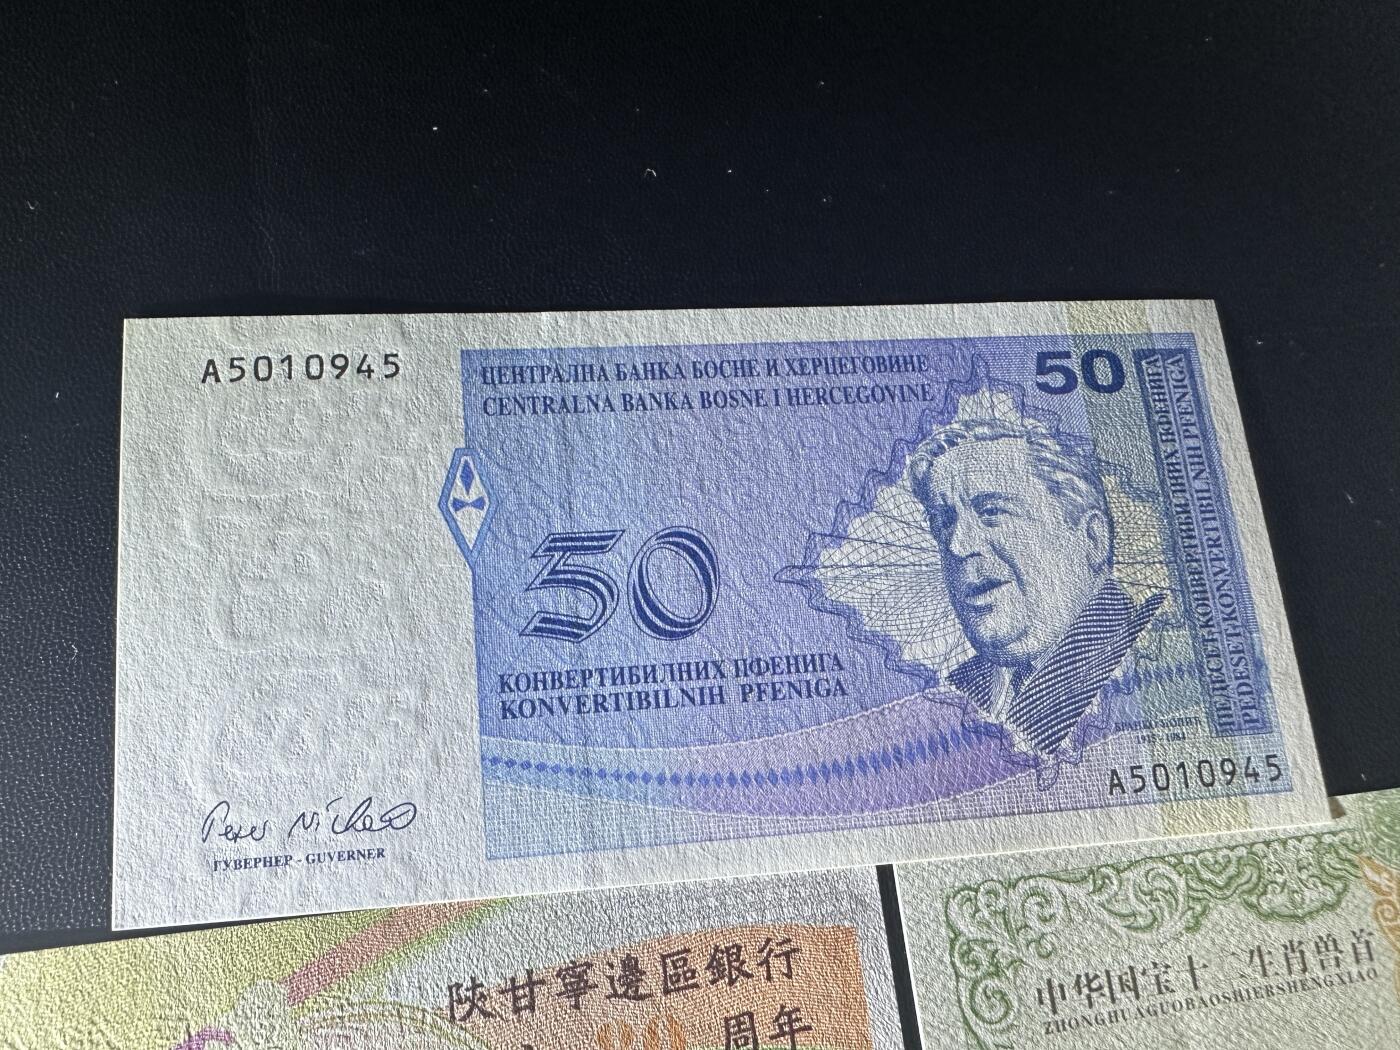 A5010945
ЦЕНТРАЛНА БАНКА БОСНЕ И ХЕРЦЕГОВИНЕ
CENTRALNA BANKA BOSNE I HERCEGOVINE
50
50
КОНВЕРТИБИЛНИХ ПФЕНИГА
KONVERTIBILNIH PFENIGA
ПЕДЕСЕТ КОНВЕРТИБИЛНИХ ПФЕНИГА
PEDESET KONVERTIBILNIH PFENIGA
A5010945
ГУВЕРНЕР - GUVERNER
陝甘寧邊區銀行
周年
中华国宝十二生肖兽首
ZHONGHUAGUOBAOSHIERSHENGXIAO